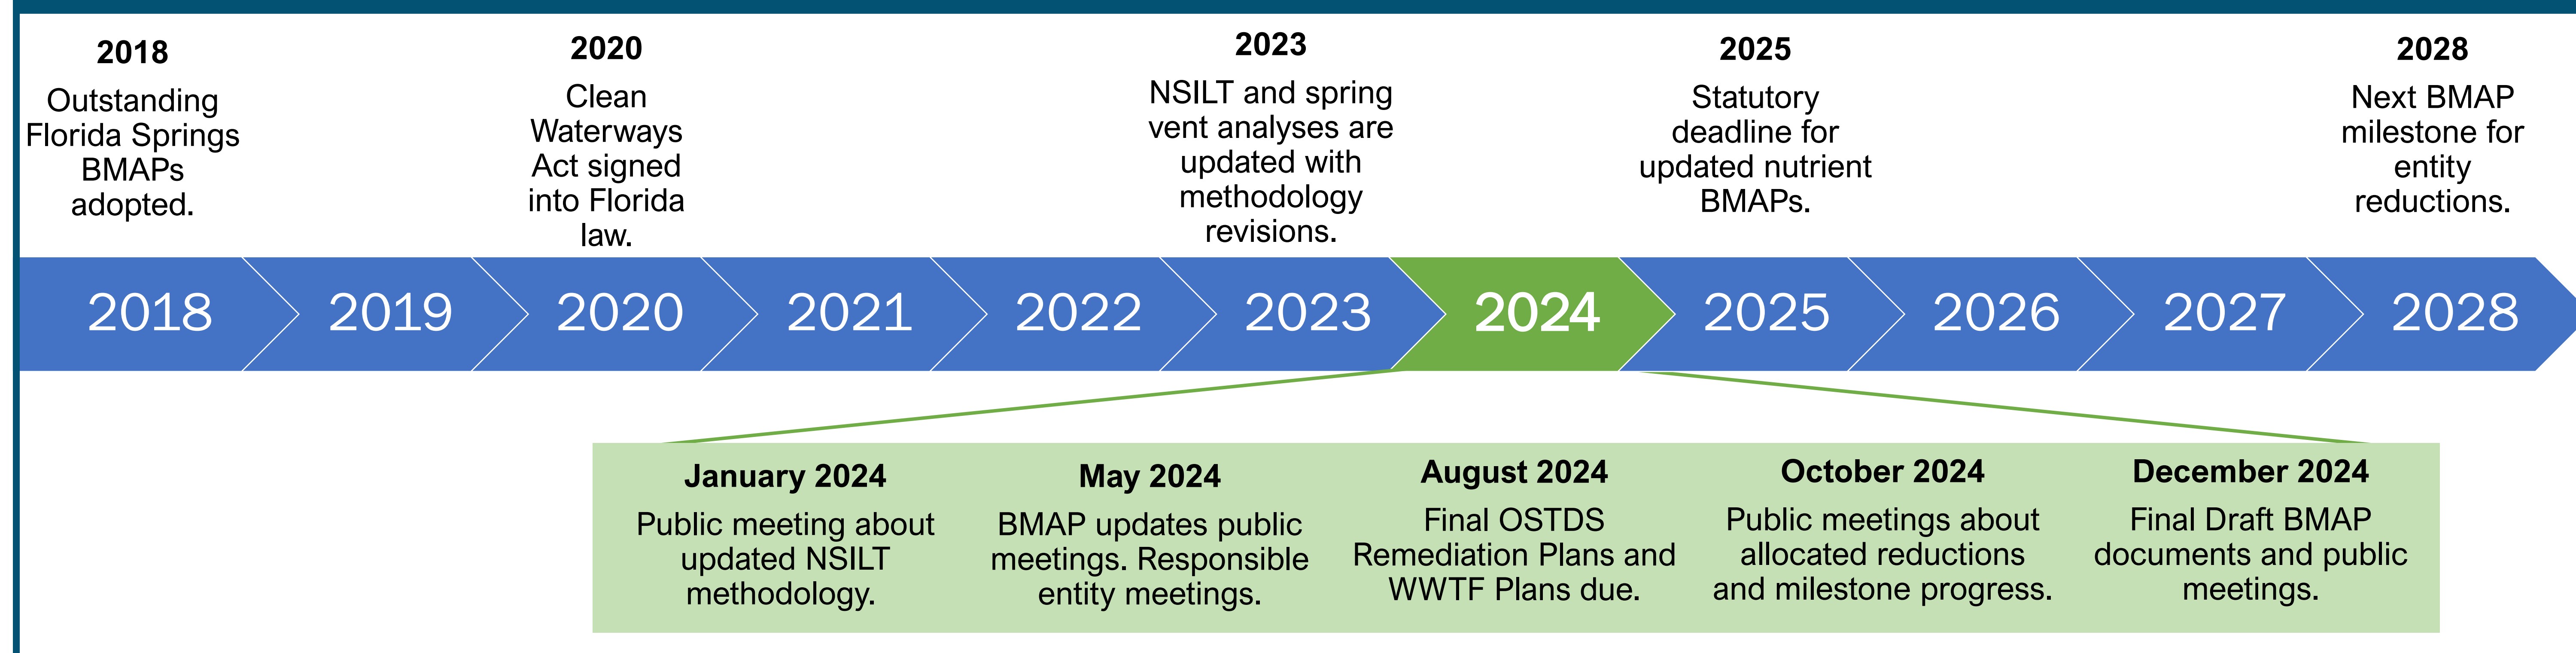 2018
Outstanding
Florida Springs
BMAPs
adopted.
2020
Clean
Waterways
Act signed
into Florida
law.
2023
NSILT and spring
vent analyses are
updated with
methodology
revisions.
2025
Statutory
deadline for
updated nutrient
BMAPs.
2028
Next BMAP
milestone for
entity
reductions.
2018 2019 2020 2021 2022 2023 2024 2025 2026 2027 2028
January 2024
Public meeting about
updated NSILT
methodology.
May 2024
BMAP updates public
meetings. Responsible
entity meetings.
August 2024
Final OSTDS
Remediation Plans and
WWTF Plans due.
October 2024
Public meetings about
allocated reductions
and milestone progress.
December 2024
Final Draft BMAP
documents and public
meetings.